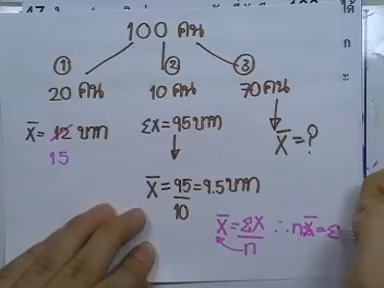 100 คน
① ② ③
20 คน 10 คน 70 คน
x̄ = 12 บาท Σx = 95 บาท x̄ = ?
15
x̄ = 95/10 = 9.5 บาท
x̄ = Σx/n ∴ nx̄ = Σ